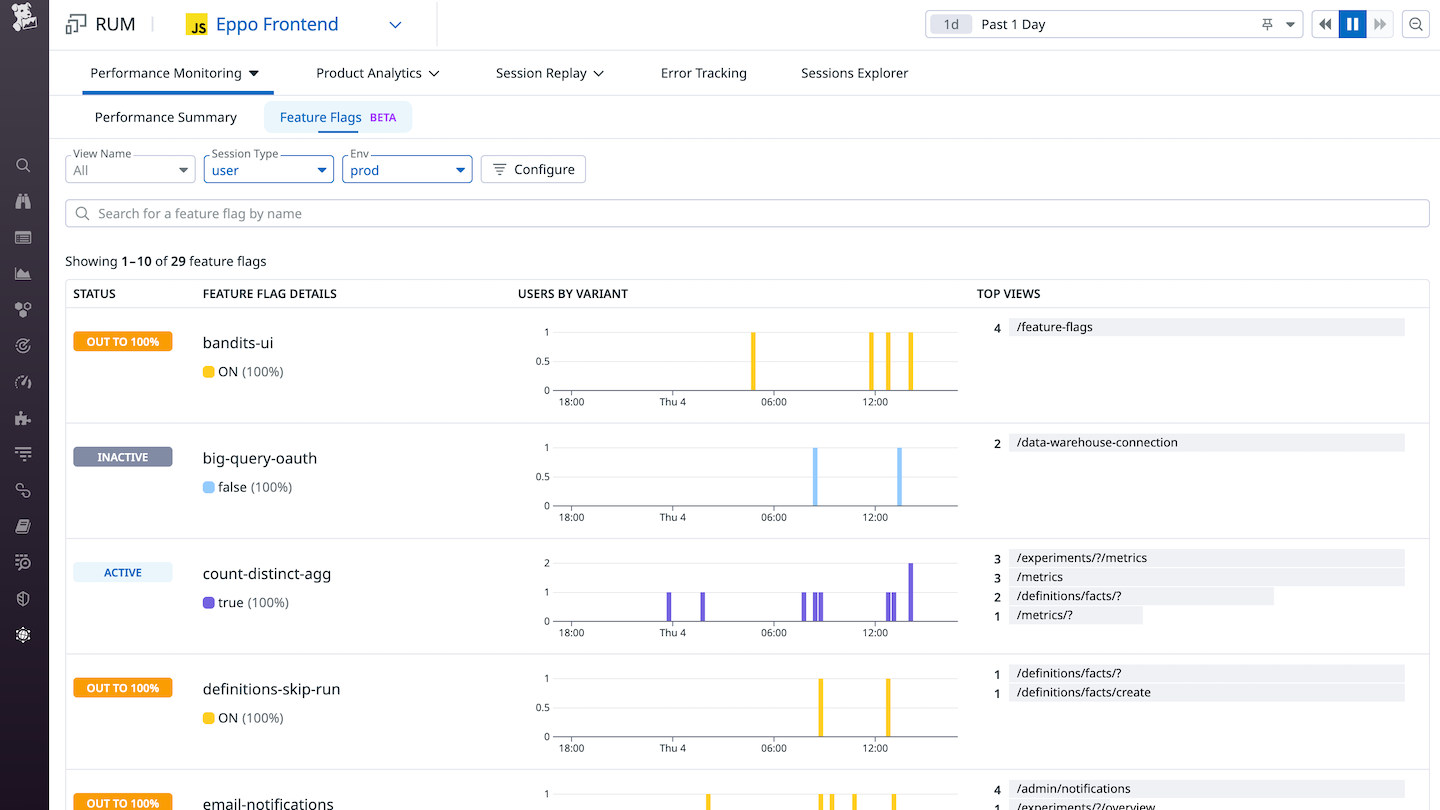 RUM
JS Eppo Frontend
1d Past 1 Day
Performance Monitoring Product Analytics Session Replay Error Tracking Sessions Explorer
Performance Summary Feature Flags BETA
View Name Session Type Env
All user prod Configure
Search for a feature flag by name
Showing 1–10 of 29 feature flags
STATUS FEATURE FLAG DETAILS USERS BY VARIANT TOP VIEWS
OUT TO 100%
bandits-ui
ON (100%)
1
0.5
0
18:00 Thu 4 06:00 12:00
4 /feature-flags
INACTIVE
big-query-oauth
false (100%)
1
0.5
0
18:00 Thu 4 06:00 12:00
2 /data-warehouse-connection
ACTIVE
count-distinct-agg
true (100%)
2
1
0
18:00 Thu 4 06:00 12:00
3 /experiments/?/metrics
3 /metrics
2 /definitions/facts/?
1 /metrics/?
OUT TO 100%
definitions-skip-run
ON (100%)
1
0.5
0
18:00 Thu 4 06:00 12:00
1 /definitions/facts/?
1 /definitions/facts/create
OUT TO 100%
email-notifications
1
4 /admin/notifications
1 /experiments/?/overview